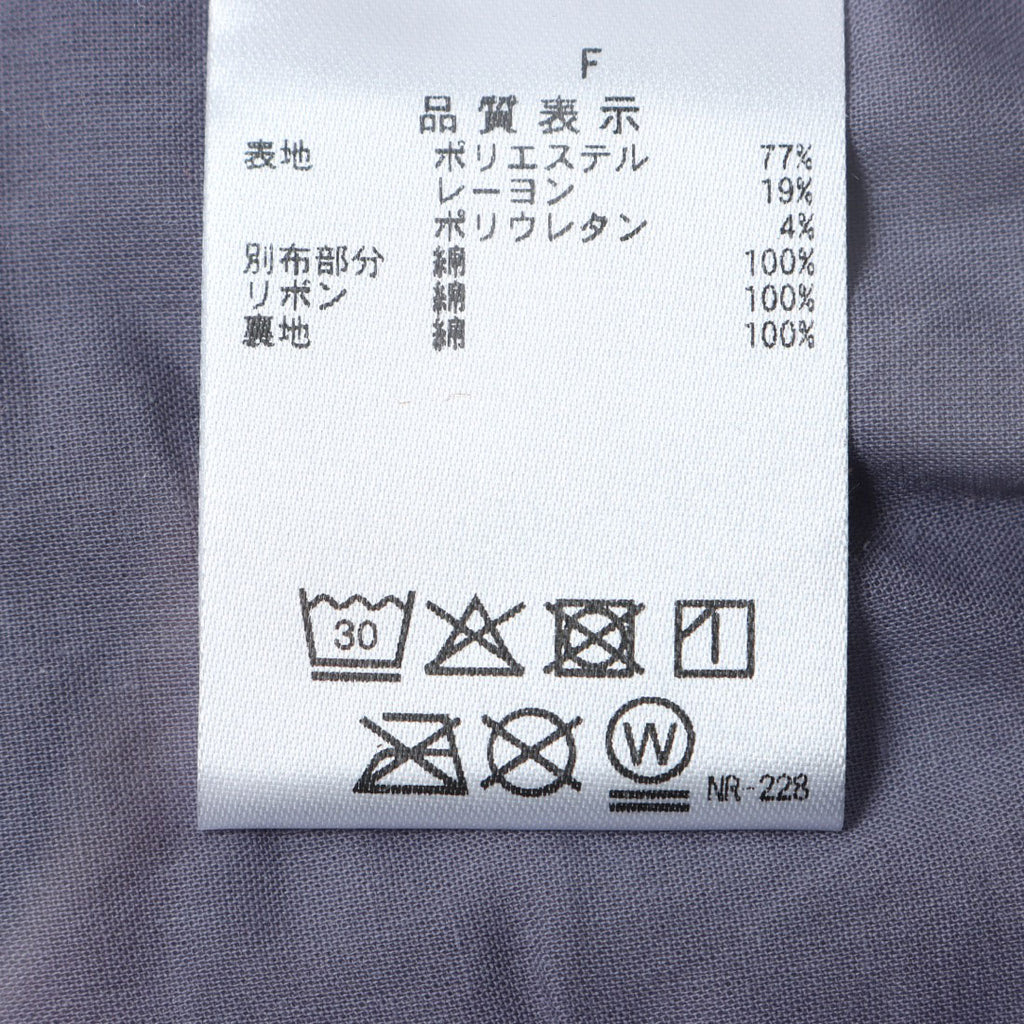 F
品質表示
表地 ポリエステル 77%
レーヨン 19%
ポリウレタン 4%
別布部分 綿 100%
リボン 綿 100%
裏地 綿 100%
30
W NR-228